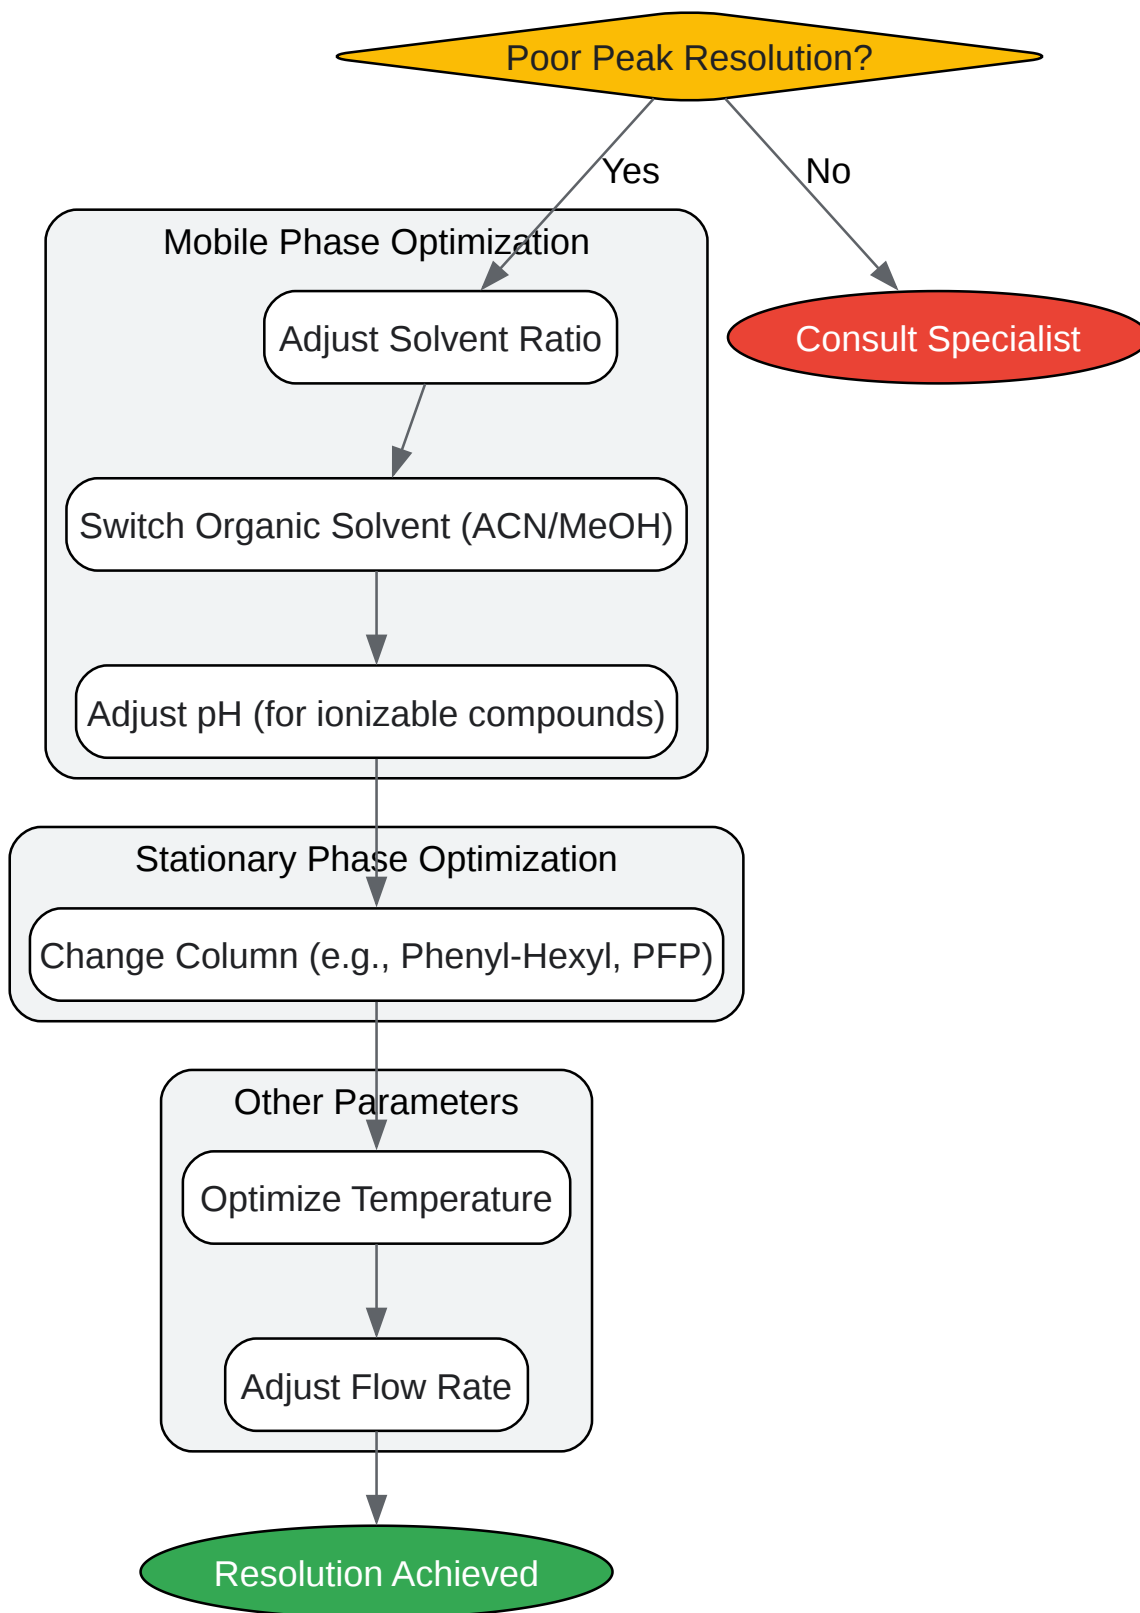 Poor Peak Resolution?
Yes
No
Mobile Phase Optimization
Adjust Solvent Ratio
Consult Specialist
Switch Organic Solvent (ACN/MeOH)
Adjust pH (for ionizable compounds)
Stationary Phase Optimization
Change Column (e.g., Phenyl-Hexyl, PFP)
Other Parameters
Optimize Temperature
Adjust Flow Rate
Resolution Achieved